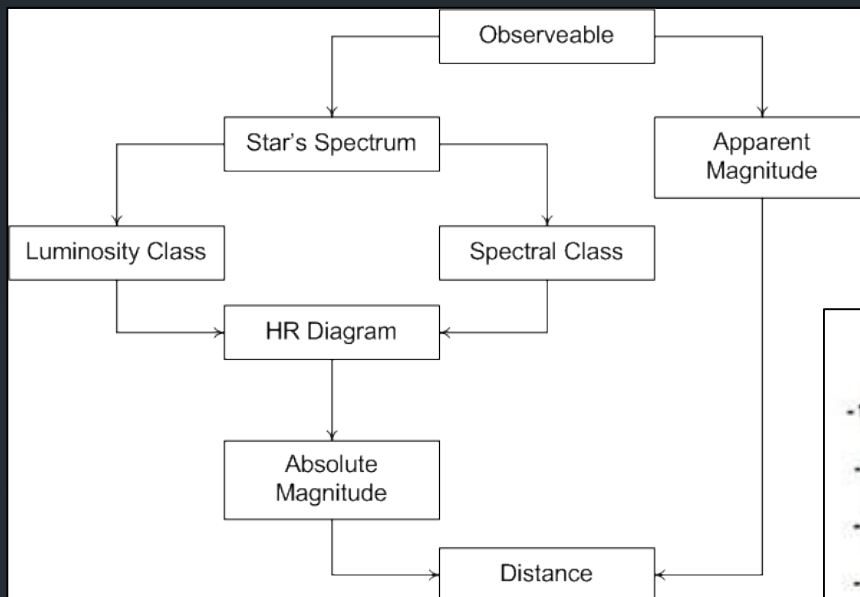 Observeable
Star's Spectrum
Apparent
Magnitude
Luminosity Class
Spectral Class
HR Diagram
Absolute
Magnitude
Distance